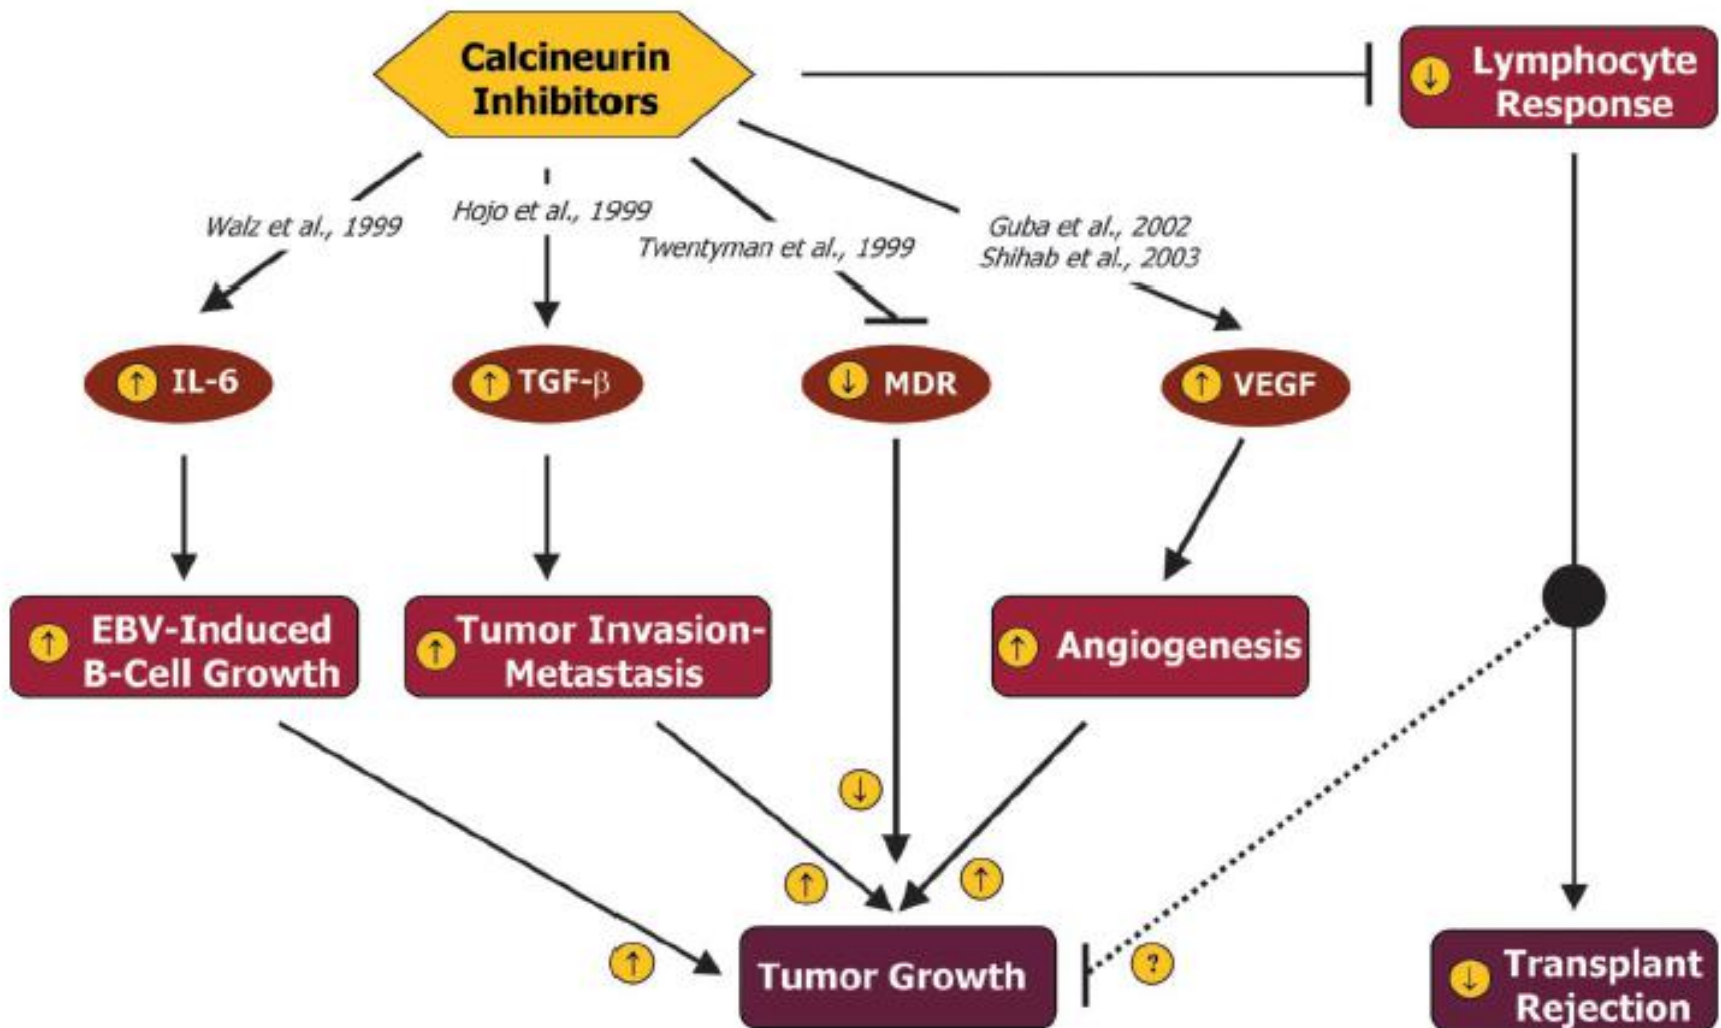 Calcineurin
Inhibitors
↓ Lymphocyte
Response
Walz et al., 1999
Hojo et al., 1999
Twentyman et al., 1999
Guba et al., 2002
Shihab et al., 2003
↑ IL-6
↑ TGF-β
↓ MDR
↑ VEGF
↑ EBV-Induced
B-Cell Growth
↑ Tumor Invasion-
Metastasis
↑ Angiogenesis
↓
↑
↑
↑
?
Tumor Growth
↓ Transplant
Rejection